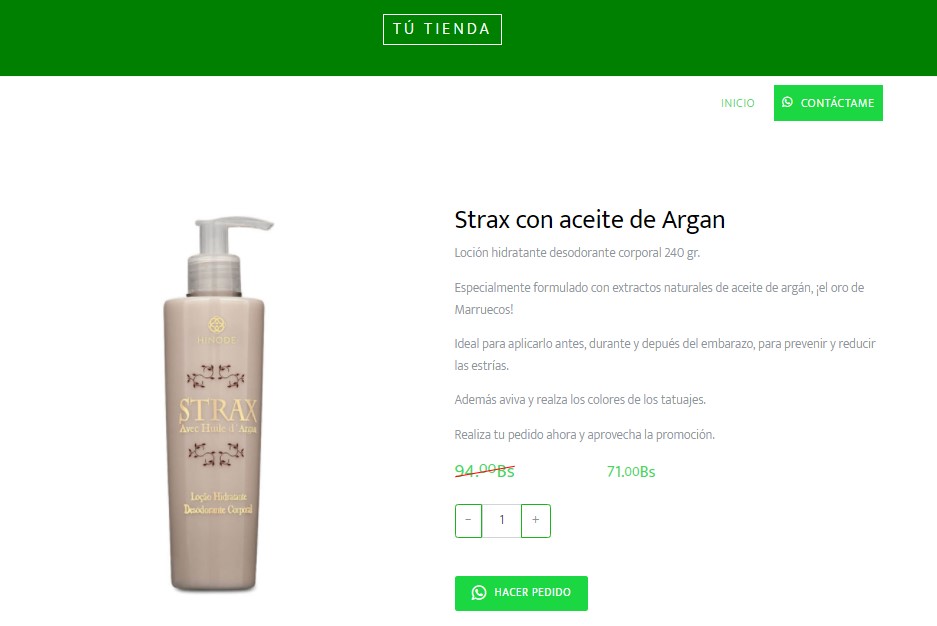 TÚ TIENDA
INICIO
CONTÁCTAME
Strax con aceite de Argan
Loción hidratante desodorante corporal 240 gr.
Especialmente formulado con extractos naturales de aceite de argán, ¡el oro de
Marruecos!
Ideal para aplicarlo antes, durante y depués del embarazo, para prevenir y reducir
las estrías.
Además aviva y realza los colores de los tatuajes.
Realiza tu pedido ahora y aprovecha la promoción.
94.00Bs
71.00Bs
− 1 +
HACER PEDIDO
HINODE
STRAX
Avec Huile d'Argan
Loção Hidratante
Desodorante Corporal